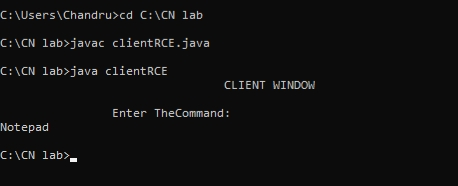 C:\Users\Chandru>cd C:\CN lab
C:\CN lab>javac clientRCE.java
C:\CN lab>java clientRCE
CLIENT WINDOW
Enter TheCommand:
Notepad
C:\CN lab>